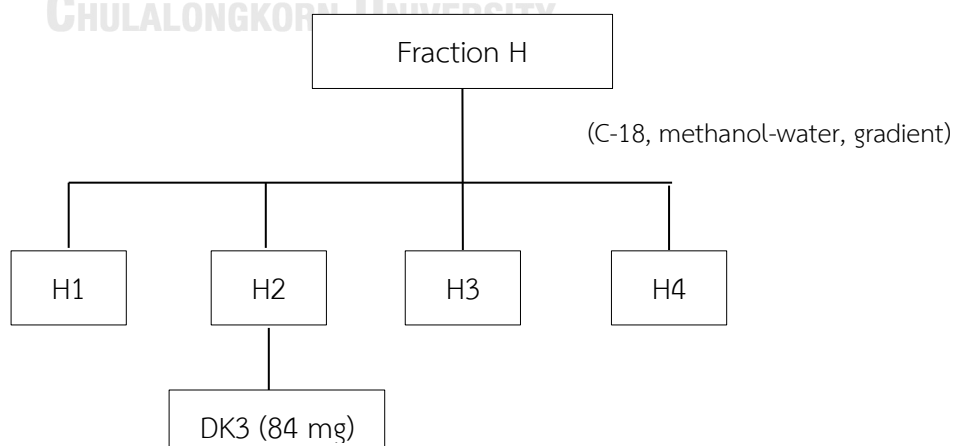 CHULALONGKORN UNIVERSITY
Fraction H
(C-18, methanol-water, gradient)
H1
H2
H3
H4
DK3 (84 mg)